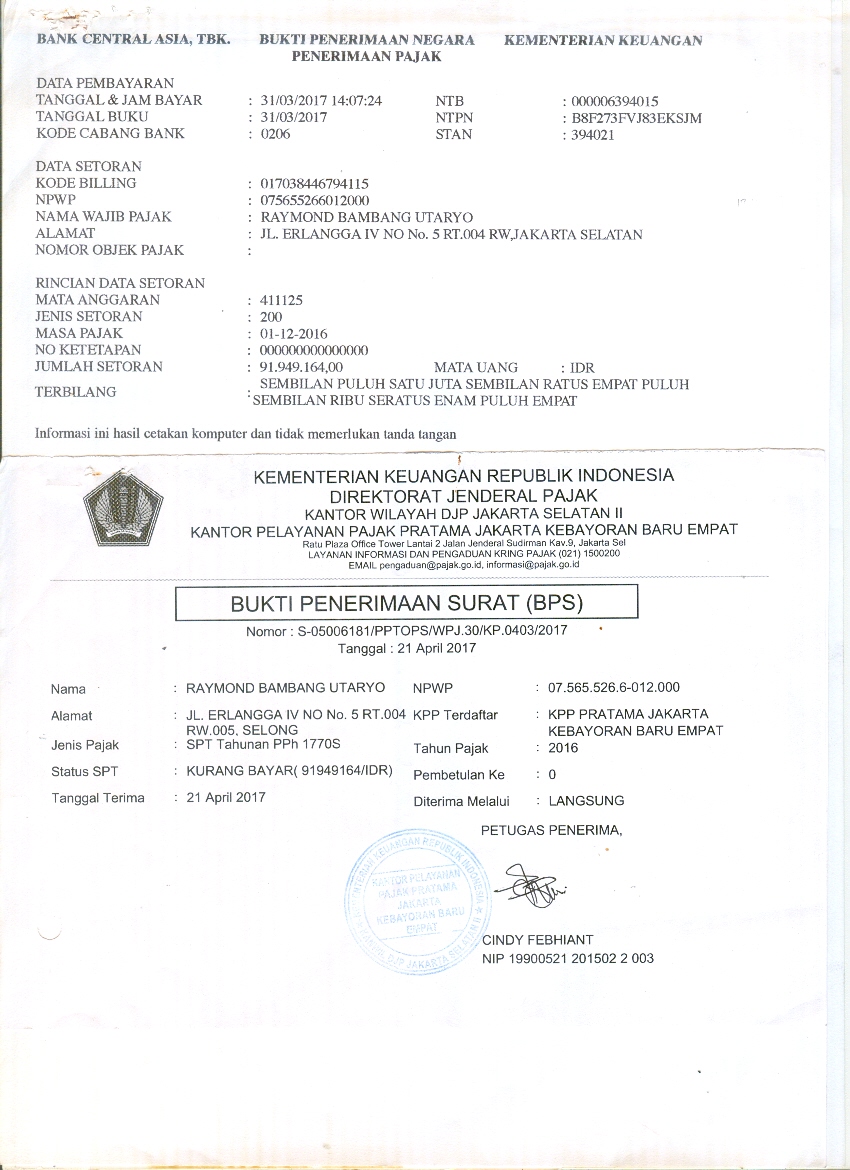 BANK CENTRAL ASIA, TBK. BUKTI PENERIMAAN NEGARA KEMENTERIAN KEUANGAN
PENERIMAAN PAJAK
DATA PEMBAYARAN
TANGGAL & JAM BAYAR : 31/03/2017 14:07:24 NTB : 000006394015
TANGGAL BUKU : 31/03/2017 NTPN : B8F273FVJ83EKSJM
KODE CABANG BANK : 0206 STAN : 394021
DATA SETORAN
KODE BILLING : 017038446794115
NPWP : 075655266012000
NAMA WAJIB PAJAK : RAYMOND BAMBANG UTARYO
ALAMAT : JL. ERLANGGA IV NO No. 5 RT.004 RW,JAKARTA SELATAN
NOMOR OBJEK PAJAK :
RINCIAN DATA SETORAN
MATA ANGGARAN : 411125
JENIS SETORAN : 200
MASA PAJAK : 01-12-2016
NO KETETAPAN : 000000000000000
JUMLAH SETORAN : 91.949.164,00 MATA UANG : IDR
TERBILANG : SEMBILAN PULUH SATU JUTA SEMBILAN RATUS EMPAT PULUH
SEMBILAN RIBU SERATUS ENAM PULUH EMPAT
Informasi ini hasil cetakan komputer dan tidak memerlukan tanda tangan
KEMENTERIAN KEUANGAN REPUBLIK INDONESIA
DIREKTORAT JENDERAL PAJAK
KANTOR WILAYAH DJP JAKARTA SELATAN II
KANTOR PELAYANAN PAJAK PRATAMA JAKARTA KEBAYORAN BARU EMPAT
Ratu Plaza Office Tower Lantai 2 Jalan Jenderal Sudirman Kav.9, Jakarta Sel
LAYANAN INFORMASI DAN PENGADUAN KRING PAJAK (021) 1500200
EMAIL pengaduan@pajak.go.id, informasi@pajak.go.id
BUKTI PENERIMAAN SURAT (BPS)
Nomor : S-05006181/PPTOPS/WPJ.30/KP.0403/2017
Tanggal : 21 April 2017
Nama : RAYMOND BAMBANG UTARYO NPWP : 07.565.526.6-012.000
Alamat : JL. ERLANGGA IV NO No. 5 RT.004 KPP Terdaftar : KPP PRATAMA JAKARTA
RW.005, SELONG KEBAYORAN BARU EMPAT
Jenis Pajak : SPT Tahunan PPh 1770S Tahun Pajak : 2016
Status SPT : KURANG BAYAR( 91949164/IDR) Pembetulan Ke : 0
Tanggal Terima : 21 April 2017 Diterima Melalui : LANGSUNG
PETUGAS PENERIMA,
KEMENTERIAN KEUANGAN REPUBLIK INDONESIA
KANTOR PELAYANAN
PAJAK PRATAMA
JAKARTA
KEBAYORAN BARU
EMPAT
KANWIL DJP JAKARTA SELATAN II
CINDY FEBHIANT
NIP 19900521 201502 2 003